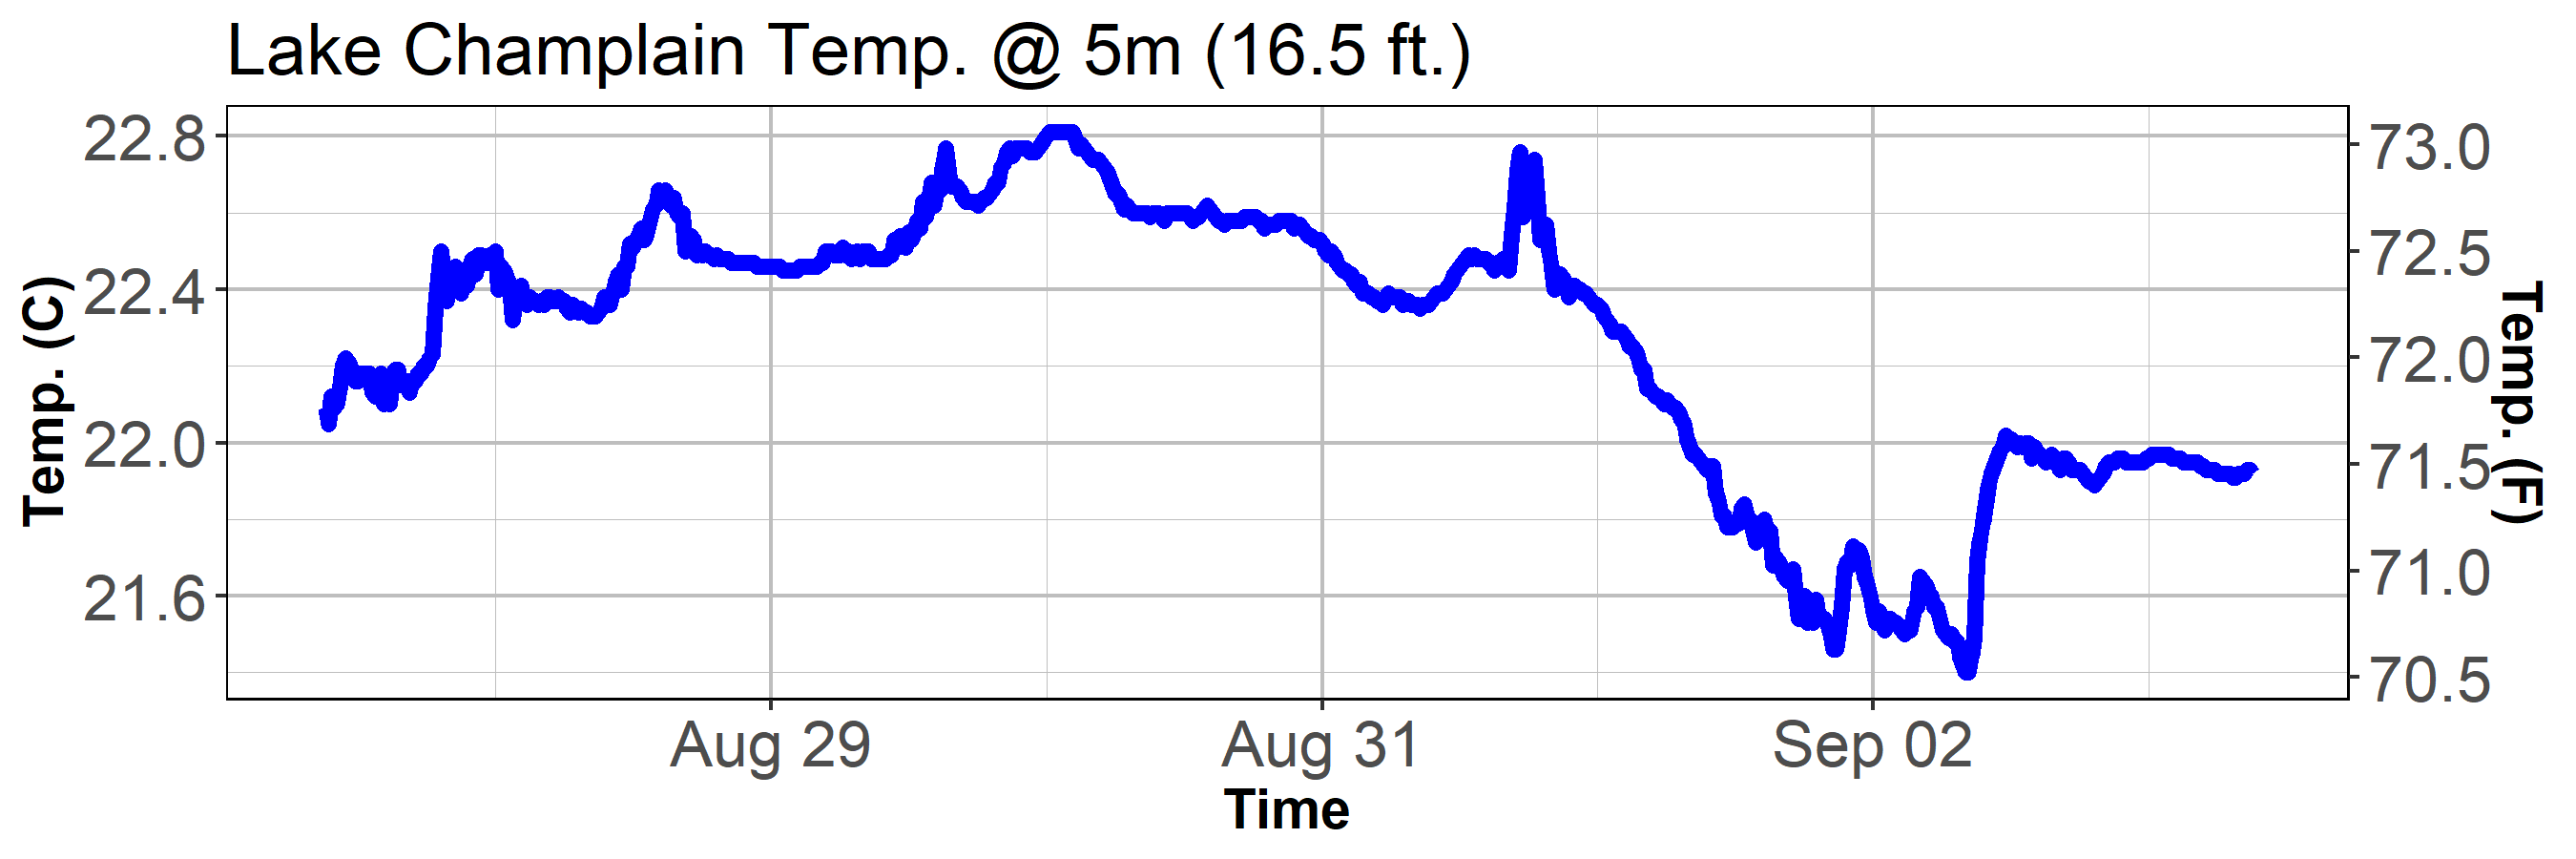 Lake Champlain Temp. @ 5m (16.5 ft.)
Temp. (C)
22.8
22.4
22.0
21.6
73.0
72.5
72.0
71.5
71.0
70.5
Temp. (F)
Aug 29
Aug 31
Sep 02
Time